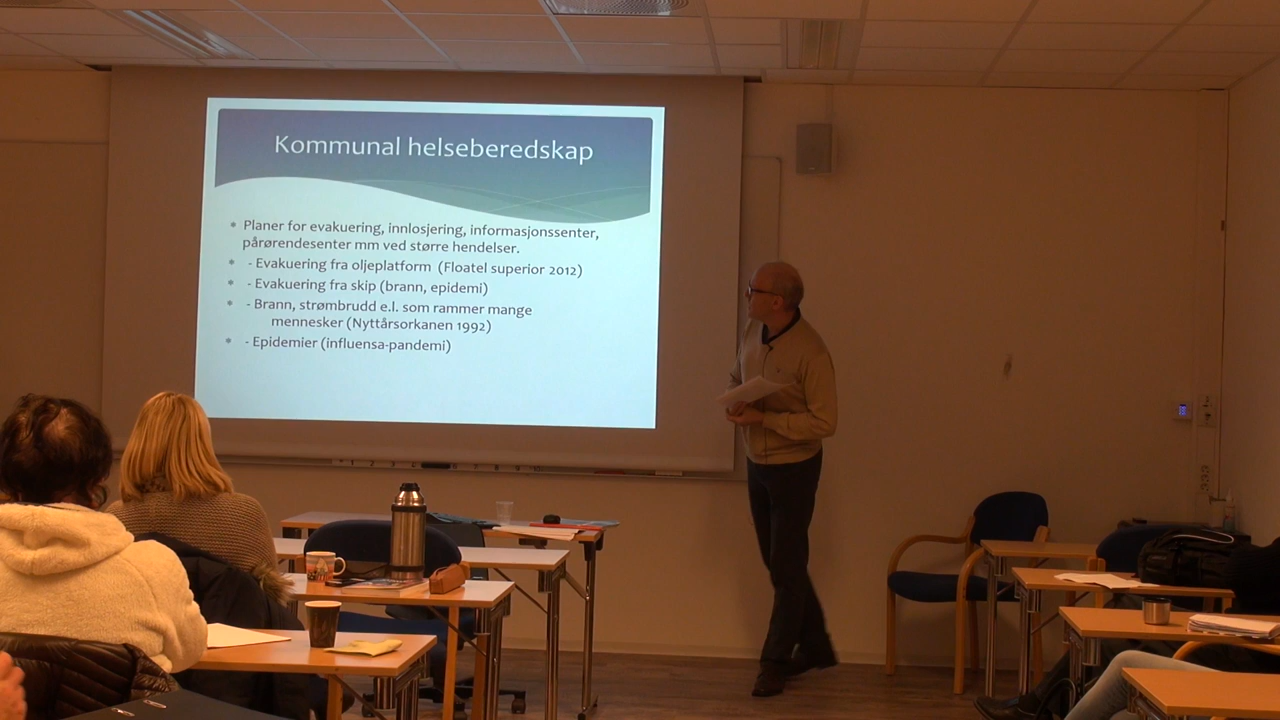 Kommunal helseberedskap
* Planer for evakuering, innlosjering, informasjonssenter,
pårørendesenter mm ved større hendelser.
* - Evakuering fra oljeplatform (Floatel superior 2012)
* - Evakuering fra skip (brann, epidemi)
* - Brann, strømbrudd e.l. som rammer mange
mennesker (Nyttårsorkanen 1992)
* - Epidemier (influensa-pandemi)